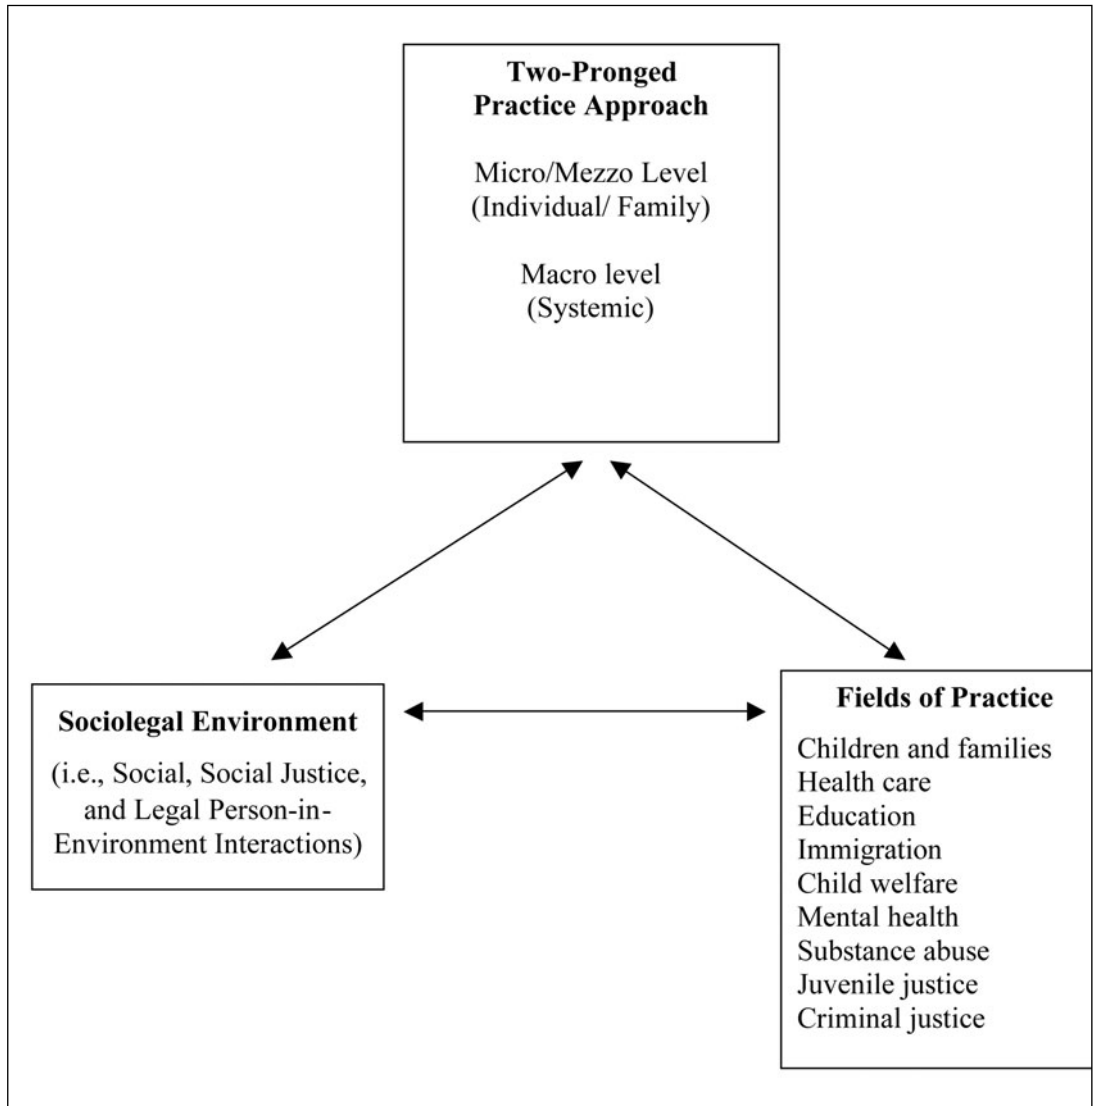 Two-Pronged
Practice Approach
Micro/Mezzo Level
(Individual/ Family)
Macro level
(Systemic)
Sociolegal Environment
(i.e., Social, Social Justice,
and Legal Person-in-
Environment Interactions)
Fields of Practice
Children and families
Health care
Education
Immigration
Child welfare
Mental health
Substance abuse
Juvenile justice
Criminal justice